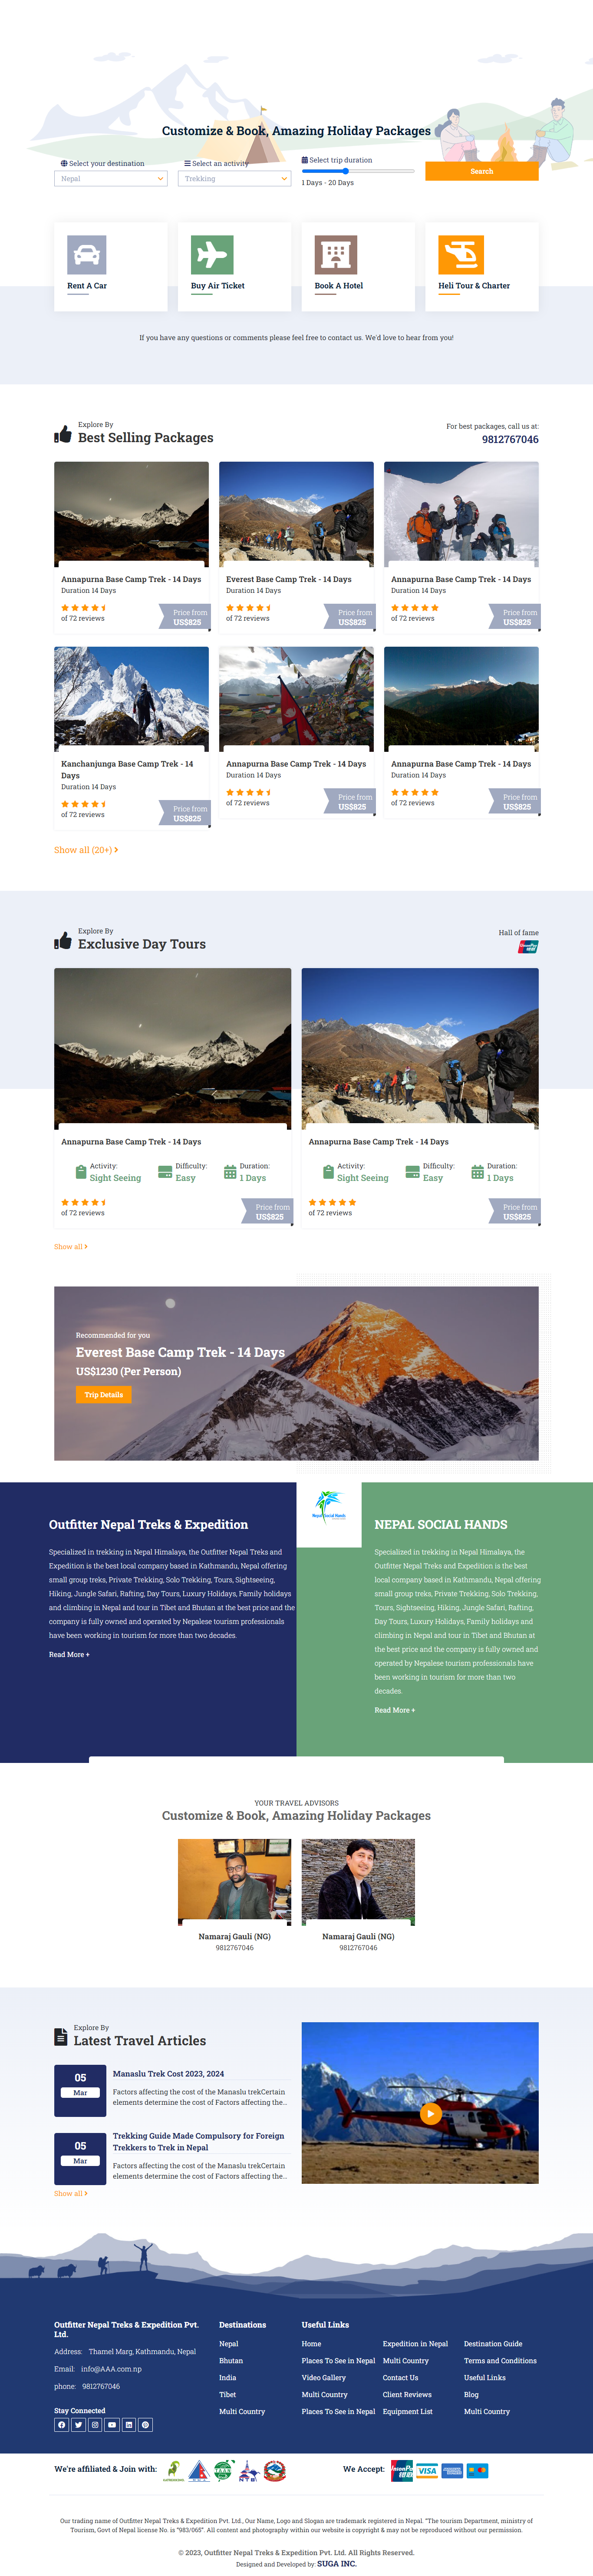 Customize & Book, Amazing Holiday Packages
Select your destination
Nepal
Select an activity
Trekking
Select trip duration
1 Days - 20 Days
Search
Rent A Car
Buy Air Ticket
Book A Hotel
Heli Tour & Charter
If you have any questions or comments please feel free to contact us. We'd love to hear from you!
Explore By
Best Selling Packages
For best packages, call us at:
9812767046
Annapurna Base Camp Trek - 14 Days
Duration 14 Days
of 72 reviews
Price from
US$825
Everest Base Camp Trek - 14 Days
Duration 14 Days
of 72 reviews
Price from
US$825
Annapurna Base Camp Trek - 14 Days
Duration 14 Days
of 72 reviews
Price from
US$825
Kanchanjunga Base Camp Trek - 14
Days
Duration 14 Days
of 72 reviews
Price from
US$825
Annapurna Base Camp Trek - 14 Days
Duration 14 Days
of 72 reviews
Price from
US$825
Annapurna Base Camp Trek - 14 Days
Duration 14 Days
of 72 reviews
Price from
US$825
Show all (20+)
Explore By
Exclusive Day Tours
Hall of fame
UnionPay
Annapurna Base Camp Trek - 14 Days
Activity:
Sight Seeing
Difficulty:
Easy
Duration:
1 Days
of 72 reviews
Price from
US$825
Annapurna Base Camp Trek - 14 Days
Activity:
Sight Seeing
Difficulty:
Easy
Duration:
1 Days
of 72 reviews
Price from
US$825
Show all
Recommended for you
Everest Base Camp Trek - 14 Days
US$1230 (Per Person)
Trip Details
Outfitter Nepal Treks & Expedition
Specialized in trekking in Nepal Himalaya, the Outfitter Nepal Treks and
Expedition is the best local company based in Kathmandu, Nepal offering
small group treks, Private Trekking, Solo Trekking, Tours, Sightseeing,
Hiking, Jungle Safari, Rafting, Day Tours, Luxury Holidays, Family holidays
and climbing in Nepal and tour in Tibet and Bhutan at the best price and the
company is fully owned and operated by Nepalese tourism professionals
have been working in tourism for more than two decades.
Read More +
Nepal Social Hands
NEPAL SOCIAL HANDS
Specialized in trekking in Nepal Himalaya, the
Outfitter Nepal Treks and Expedition is the best
local company based in Kathmandu, Nepal offering
small group treks, Private Trekking, Solo Trekking,
Tours, Sightseeing, Hiking, Jungle Safari, Rafting,
Day Tours, Luxury Holidays, Family holidays and
climbing in Nepal and tour in Tibet and Bhutan at
the best price and the company is fully owned and
operated by Nepalese tourism professionals have
been working in tourism for more than two
decades.
Read More +
YOUR TRAVEL ADVISORS
Customize & Book, Amazing Holiday Packages
Namaraj Gauli (NG)
9812767046
Namaraj Gauli (NG)
9812767046
Explore By
Latest Travel Articles
05
Mar
Manaslu Trek Cost 2023, 2024
Factors affecting the cost of the Manaslu trekCertain
elements determine the cost of Factors affecting the...
05
Mar
Trekking Guide Made Compulsory for Foreign
Trekkers to Trek in Nepal
Factors affecting the cost of the Manaslu trekCertain
elements determine the cost of Factors affecting the...
Show all
Outfitter Nepal Treks & Expedition Pvt.
Ltd.
Address: Thamel Marg, Kathmandu, Nepal
Email: info@AAA.com.np
phone: 9812767046
Stay Connected
Destinations
Nepal
Bhutan
India
Tibet
Multi Country
Useful Links
Home
Places To See in Nepal
Video Gallery
Multi Country
Places To See in Nepal
Expedition in Nepal
Multi Country
Contact Us
Client Reviews
Equipment List
Destination Guide
Terms and Conditions
Useful Links
Blog
Multi Country
We're affiliated & Join with:
We Accept:
UnionPay
VISA
Our trading name of Outfitter Nepal Treks & Expedition Pvt. Ltd., Our Name, Logo and Slogan are trademark registered in Nepal. "The tourism Department, ministry of
Tourism, Govt of Nepal license No. is "983/065". All content and photography within our website is copyright & may not be reproduced without our permission.
© 2023, Outfitter Nepal Treks & Expedition Pvt. Ltd. All Rights Reserved.
Designed and Developed by: SUGA INC.